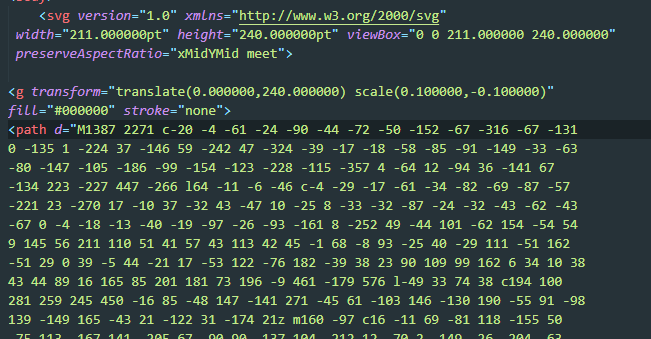 <svg version="1.0" xmlns="http://www.w3.org/2000/svg"
width="211.000000pt" height="240.000000pt" viewBox="0 0 211.000000 240.000000"
preserveAspectRatio="xMidYMid meet">
<g transform="translate(0.000000,240.000000) scale(0.100000,-0.100000)"
fill="#000000" stroke="none">
<path d="M1387 2271 c-20 -4 -61 -24 -90 -44 -72 -50 -152 -67 -316 -67 -131
0 -135 1 -224 37 -146 59 -242 47 -324 -39 -17 -18 -58 -85 -91 -149 -33 -63
-80 -147 -105 -186 -99 -154 -123 -228 -115 -357 4 -64 12 -94 36 -141 67
-134 223 -227 447 -266 l64 -11 -6 -46 c-4 -29 -17 -61 -34 -82 -69 -87 -57
-221 23 -270 17 -10 37 -32 43 -47 10 -25 8 -33 -32 -87 -24 -32 -43 -62 -43
-67 0 -4 -18 -13 -40 -19 -97 -26 -93 -161 8 -252 49 -44 101 -62 154 -54 54
9 145 56 211 110 51 41 57 43 113 42 45 -1 68 -8 93 -25 40 -29 111 -51 162
-51 29 0 39 -5 44 -21 17 -53 122 -76 182 -39 38 23 90 109 99 162 6 34 10 38
43 44 89 16 165 85 201 181 73 196 -9 461 -179 576 l-49 33 74 38 c194 100
281 259 245 450 -16 85 -48 147 -141 271 -45 61 -103 146 -130 190 -55 91 -98
139 -149 165 -43 21 -122 31 -174 21z m160 -97 c16 -11 69 -81 118 -155 50